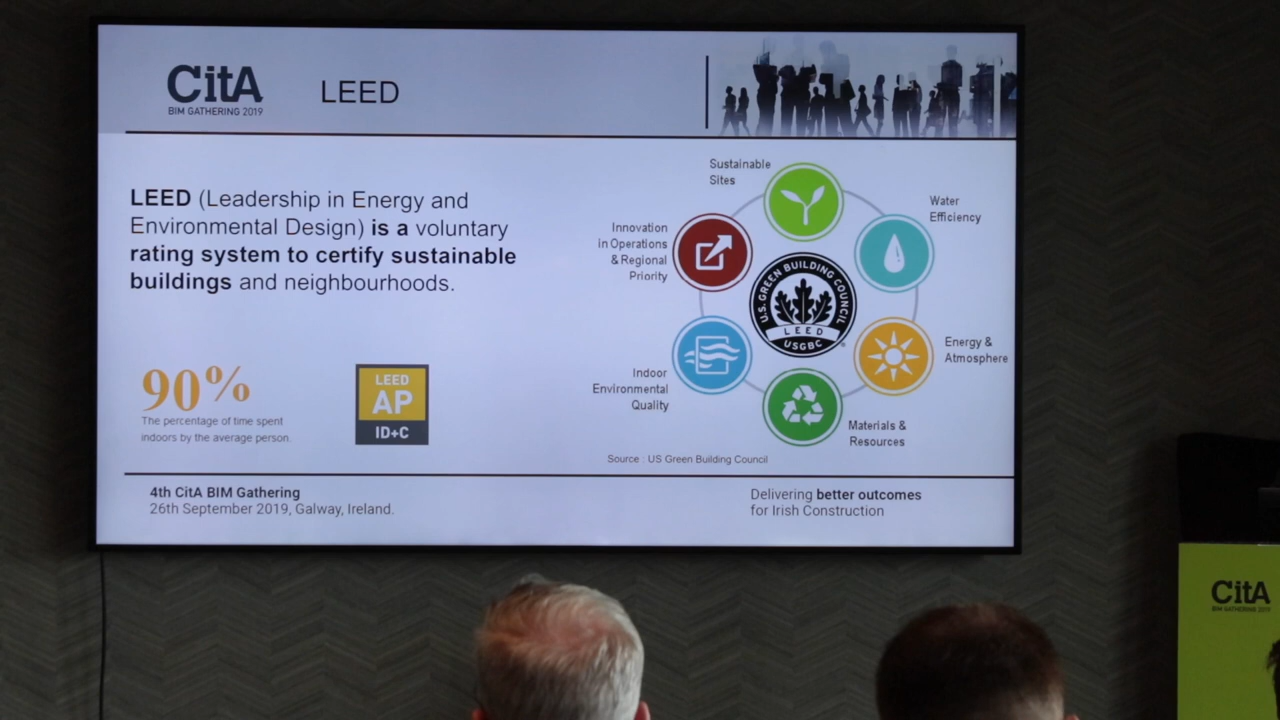 CitA
BIM GATHERING 2019
LEED
LEED (Leadership in Energy and
Environmental Design) is a voluntary
rating system to certify sustainable
buildings and neighbourhoods.
90%
The percentage of time spent
indoors by the average person.
LEED
AP
ID+C
Sustainable
Sites
Water
Efficiency
Innovation
in Operations
& Regional
Priority
U.S. GREEN BUILDING COUNCIL
LEED
USGBC
Energy &
Atmosphere
Indoor
Environmental
Quality
Materials &
Resources
Source : US Green Building Council
4th CitA BIM Gathering
26th September 2019, Galway, Ireland.
Delivering better outcomes
for Irish Construction
CitA
BIM GATHERING 2019